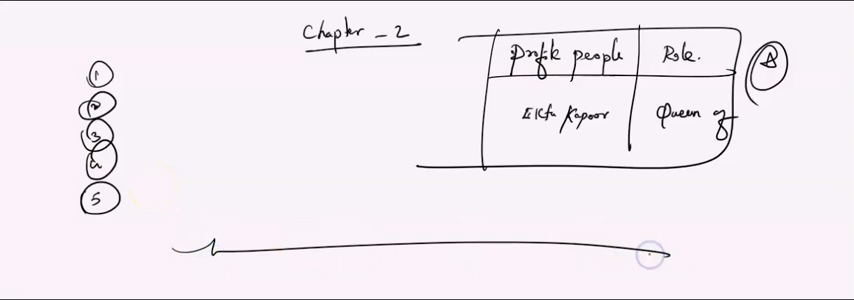 Chapter - 2
Profile people Role.
A
Ekta Kapoor Queen of
1
2
3
4
5